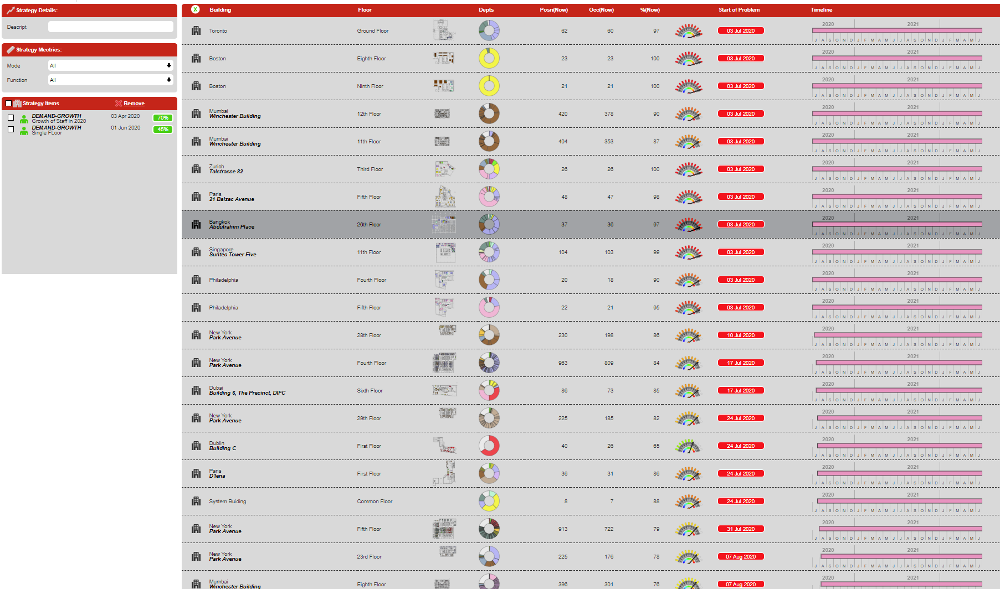 Strategy Details:
Descript
Strategy Mectrics:
Mode All
Function All
Strategy Items Remove
DEMAND-GROWTH 03 Apr 2020 70%
Growth of Staff in 2020
DEMAND-GROWTH 01 Jun 2020 45%
Single FLoor
X Building Floor Depts Posn(Now) Occ(Now) %(Now) Start of Problem Timeline
2020 2021
Toronto Ground Floor 62 60 97 03 Jul 2020
J A S O N D J F M A M J J A S O N D J F M A M J
2020 2021
Boston Eighth Floor 23 23 100 03 Jul 2020
J A S O N D J F M A M J J A S O N D J F M A M J
2020 2021
Boston Ninth Floor 21 21 100 03 Jul 2020
J A S O N D J F M A M J J A S O N D J F M A M J
2020 2021
Mumbai
Winchester Building 12th Floor 420 378 90 03 Jul 2020
J A S O N D J F M A M J J A S O N D J F M A M J
2020 2021
Mumbai
Winchester Building 11th Floor 404 353 87 03 Jul 2020
J A S O N D J F M A M J J A S O N D J F M A M J
2020 2021
Zurich
Talstrasse 82 Third Floor 26 26 100 03 Jul 2020
J A S O N D J F M A M J J A S O N D J F M A M J
2020 2021
Paris
21 Balzac Avenue Fifth Floor 48 47 98 03 Jul 2020
J A S O N D J F M A M J J A S O N D J F M A M J
2020 2021
Bangkok
Abdulrahim Place 26th Floor 37 36 97 03 Jul 2020
J A S O N D J F M A M J J A S O N D J F M A M J
2020 2021
Singapore
Suntec Tower Five 11th Floor 104 103 99 03 Jul 2020
J A S O N D J F M A M J J A S O N D J F M A M J
2020 2021
Philadelphia Fourth Floor 20 18 90 03 Jul 2020
J A S O N D J F M A M J J A S O N D J F M A M J
2020 2021
Philadelphia Fifth Floor 22 21 95 03 Jul 2020
J A S O N D J F M A M J J A S O N D J F M A M J
2020 2021
New York
Park Avenue 28th Floor 230 198 86 10 Jul 2020
J A S O N D J F M A M J J A S O N D J F M A M J
2020 2021
New York
Park Avenue Fourth Floor 963 809 84 17 Jul 2020
J A S O N D J F M A M J J A S O N D J F M A M J
2020 2021
Dubai
Building 6, The Precinct, DIFC Sixth Floor 86 73 85 17 Jul 2020
J A S O N D J F M A M J J A S O N D J F M A M J
2020 2021
New York
Park Avenue 29th Floor 225 185 82 24 Jul 2020
J A S O N D J F M A M J J A S O N D J F M A M J
2020 2021
Dublin
Building C First Floor 40 26 65 24 Jul 2020
J A S O N D J F M A M J J A S O N D J F M A M J
2020 2021
Paris
D'Iena First Floor 36 31 86 24 Jul 2020
J A S O N D J F M A M J J A S O N D J F M A M J
2020 2021
System Buiding Common Floor 8 7 88 24 Jul 2020
J A S O N D J F M A M J J A S O N D J F M A M J
2020 2021
New York
Park Avenue Fifth Floor 913 722 79 31 Jul 2020
J A S O N D J F M A M J J A S O N D J F M A M J
2020 2021
New York
Park Avenue 23rd Floor 225 176 78 07 Aug 2020
J A S O N D J F M A M J J A S O N D J F M A M J
2020 2021
Mumbai
Winchester Building Eighth Floor 396 301 76 07 Aug 2020